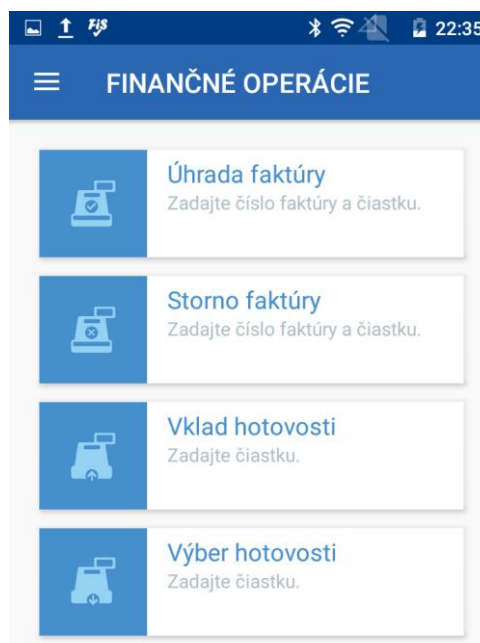 FjS 22:35
FINANČNÉ OPERÁCIE
Úhrada faktúry
Zadajte číslo faktúry a čiastku.
Storno faktúry
Zadajte číslo faktúry a čiastku.
Vklad hotovosti
Zadajte čiastku.
Výber hotovosti
Zadajte čiastku.